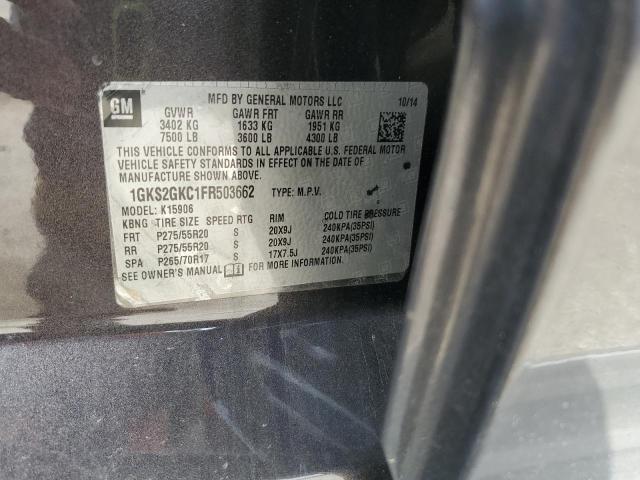 GM
MFD BY GENERAL MOTORS LLC 10/14
GVWR GAWR FRT GAWR RR
3402 KG 1633 KG 1951 KG
7500 LB 3600 LB 4300 LB
THIS VEHICLE CONFORMS TO ALL APPLICABLE U.S. FEDERAL MOTOR
VEHICLE SAFETY STANDARDS IN EFFECT ON THE DATE OF
MANUFACTURE SHOWN ABOVE.
1GKS2GKC1FR503662 TYPE: M.P.V.
MODEL: K15906
KBNG TIRE SIZE SPEED RTG RIM COLD TIRE PRESSURE
FRT P275/55R20 S 20X9J 240KPA(35PSI)
RR P275/55R20 S 20X9J 240KPA(35PSI)
SPA P265/70R17 S 17X7.5J 240KPA(35PSI)
SEE OWNER'S MANUAL FOR MORE INFORMATION.